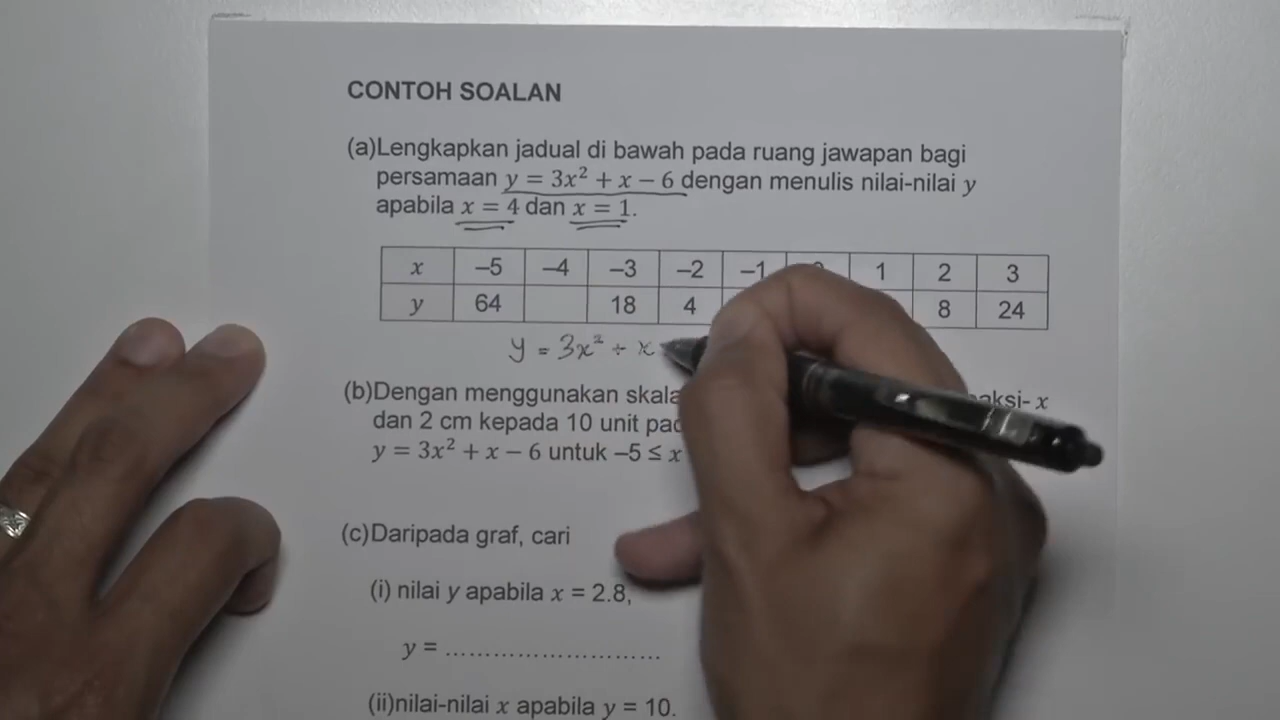 CONTOH SOALAN
(a)Lengkapkan jadual di bawah pada ruang jawapan bagi
persamaan y = 3x² + x – 6 dengan menulis nilai-nilai y
apabila x = 4 dan x = 1.
x –5 –4 –3 –2 –1 1 2 3
y 64 18 4 8 24
y = 3x² + x
(b)Dengan menggunakan skala aksi- x
dan 2 cm kepada 10 unit
y = 3x² + x – 6 untuk –5 ≤ x
(c)Daripada graf, cari
(i) nilai y apabila x = 2.8,
y = ...........................
(ii)nilai-nilai x apabila y = 10.